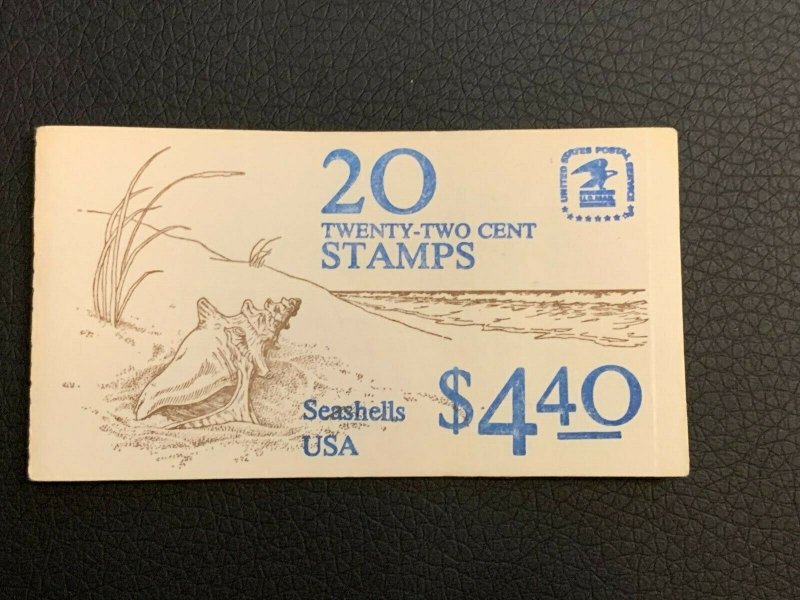 20
TWENTY-TWO CENT
STAMPS
UNITED STATES POSTAL SERVICE
U.S.MAIL
Seashells
USA
$4.40